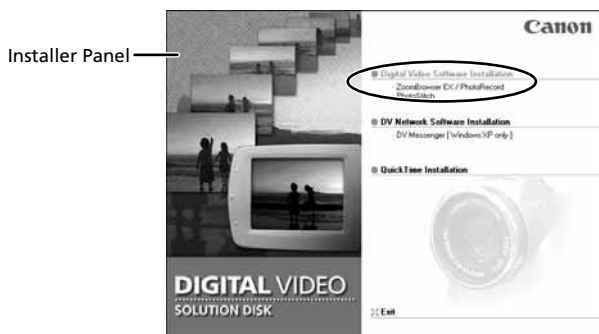 Installer Panel
Canon
Digital Video Software Installation
ZoomBrowser EX / PhotoRecord
PhotoStitch
DV Network Software Installation
DV Messenger [ Windows XP only ]
QuickTime Installation
DIGITAL VIDEO
SOLUTION DISK
Exit